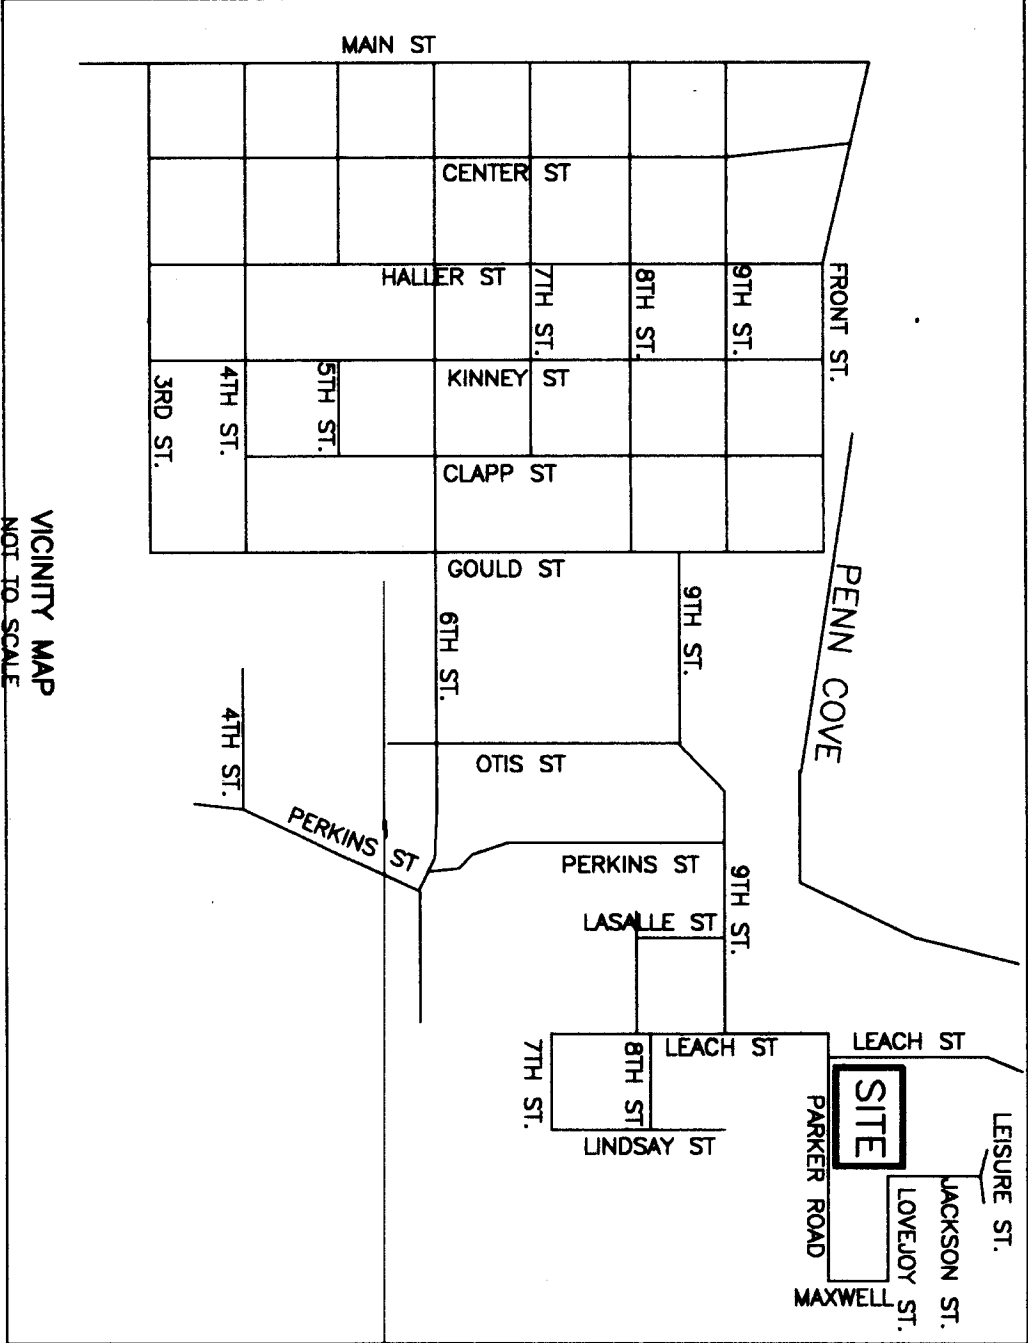 MAIN ST
CENTER ST
HALLER ST
7TH ST.
8TH ST.
9TH ST.
FRONT ST.
KINNEY ST
5TH ST.
4TH ST.
3RD ST.
CLAPP ST
PENN COVE
GOULD ST
6TH ST.
9TH ST.
VICINITY MAP
NOT TO SCALE
4TH ST.
OTIS ST
PERKINS ST
PERKINS ST
9TH ST.
LASALLE ST
LEACH ST
LEACH ST
7TH ST.
8TH ST
LINDSAY ST
SITE
PARKER ROAD
LEISURE ST.
JACKSON ST.
LOVEJOY ST.
MAXWELL